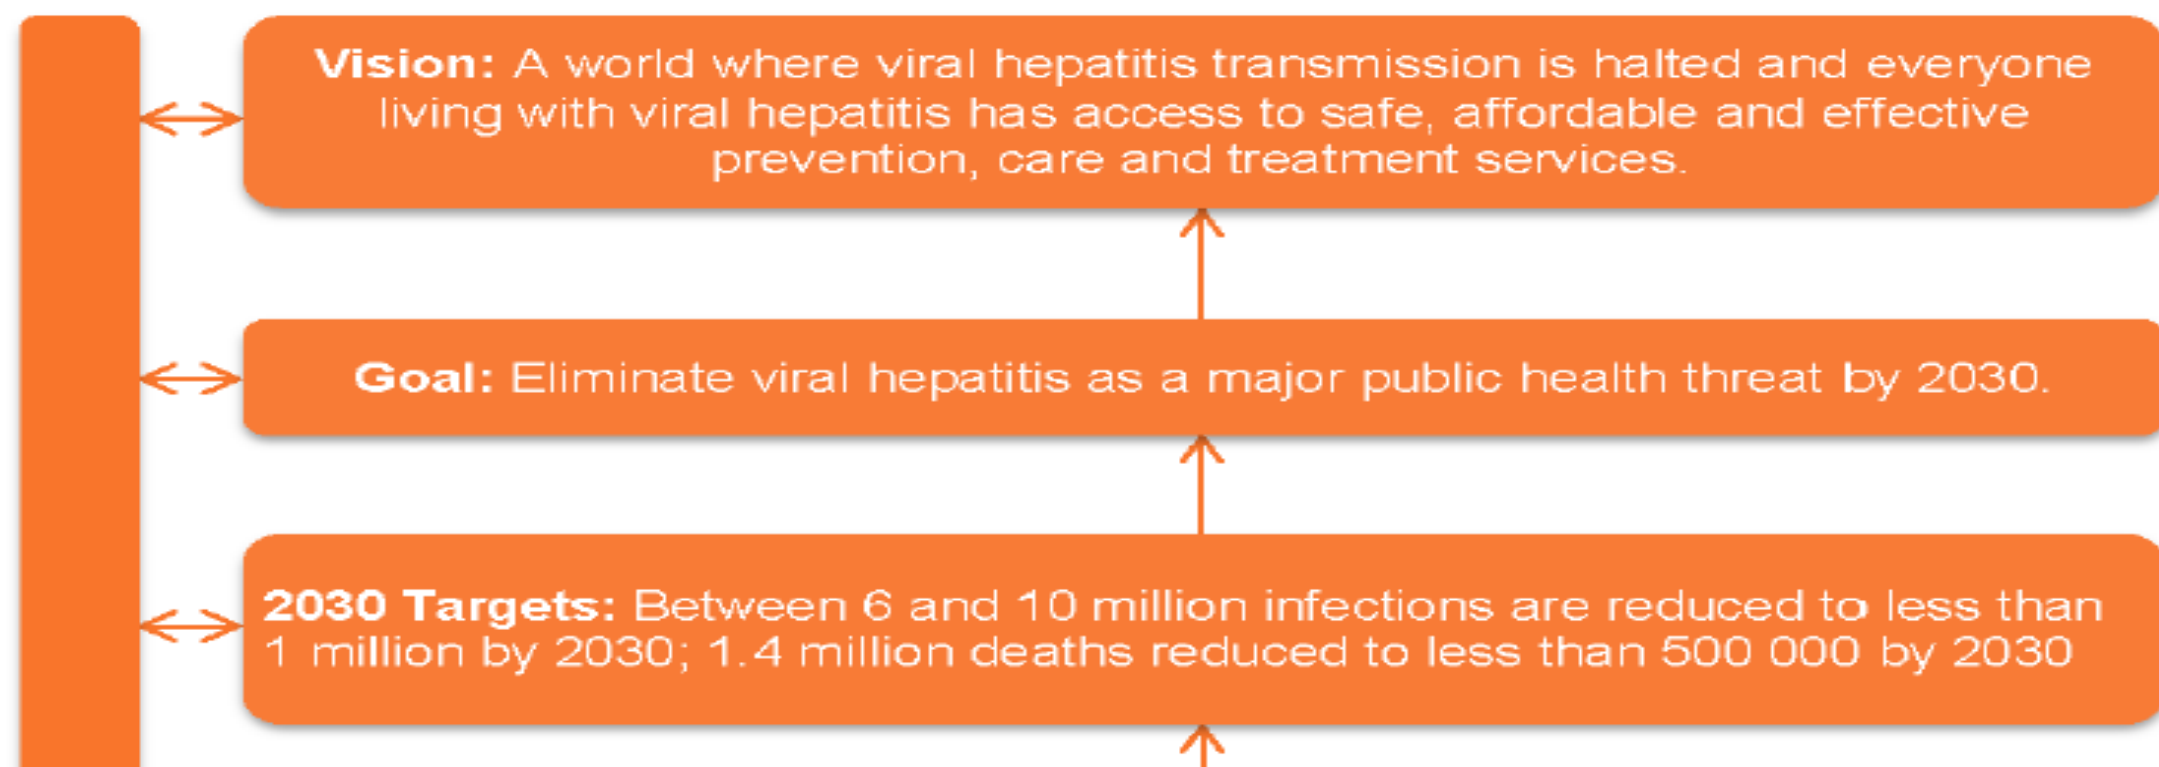 Vision: A world where viral hepatitis transmission is halted and everyone
living with viral hepatitis has access to safe, affordable and effective
prevention, care and treatment services.
Goal: Eliminate viral hepatitis as a major public health threat by 2030.
2030 Targets: Between 6 and 10 million infections are reduced to less than
1 million by 2030; 1.4 million deaths reduced to less than 500 000 by 2030